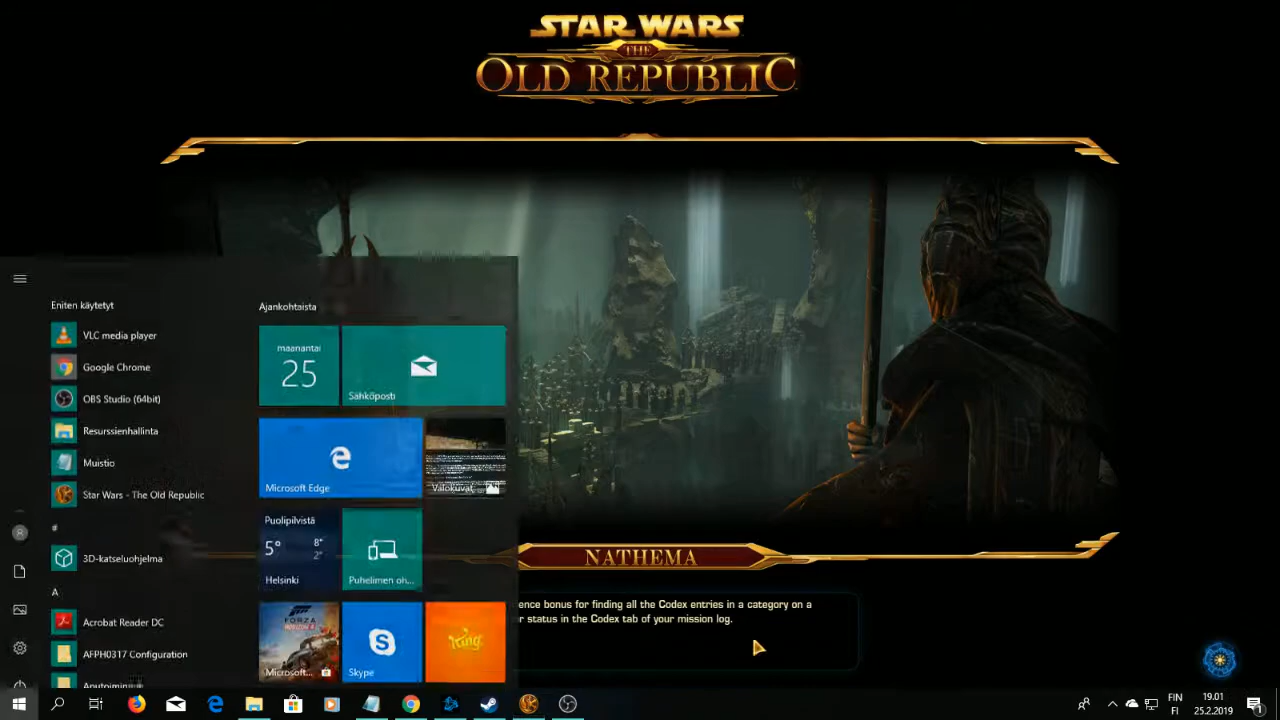 STAR WARS
THE
OLD REPUBLIC
Eniten käytetyt
VLC media player
Google Chrome
OBS Studio (64bit)
Resurssienhallinta
Muistio
Star Wars - The Old Republic
#
3D-katseluohjelma
A
Acrobat Reader DC
AFPH0317 Configuration
Ajankohtaista
maanantai
25
Sähköposti
Microsoft Edge
Valokuvat
Puolipilvistä
5°
8°
2°
Helsinki
Puhelimen oh...
FORZA
Microsoft...
Skype
King
NATHEMA
ence bonus for finding all the Codex entries in a category on a
r status in the Codex tab of your mission log.
FIN
FI
19.01
25.2.2019
1